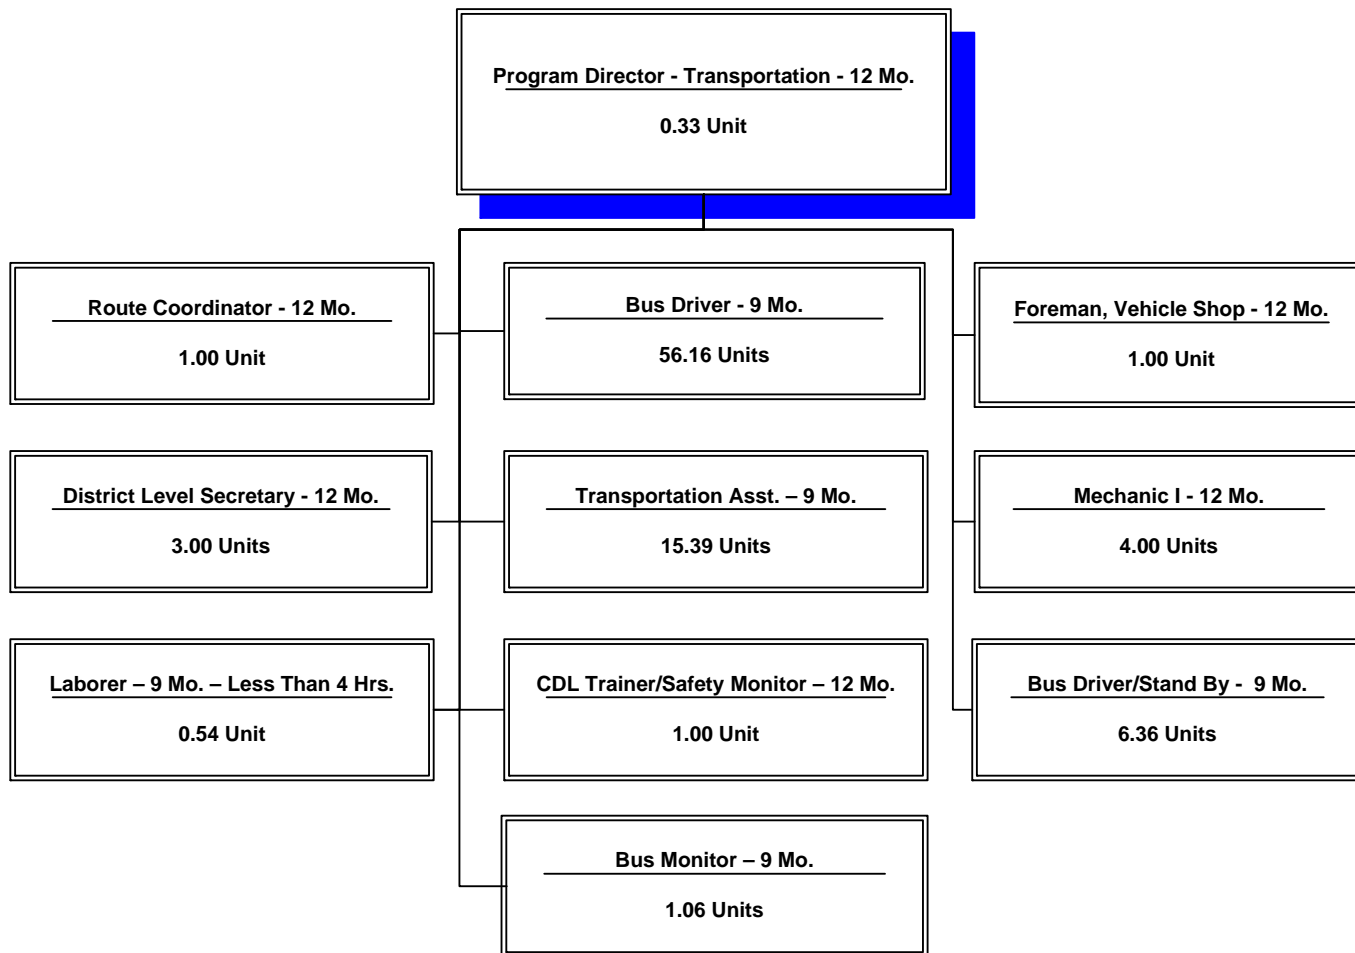 Program Director - Transportation - 12 Mo.
0.33 Unit
Route Coordinator - 12 Mo.
1.00 Unit
Bus Driver - 9 Mo.
56.16 Units
Foreman, Vehicle Shop - 12 Mo.
1.00 Unit
District Level Secretary - 12 Mo.
3.00 Units
Transportation Asst. – 9 Mo.
15.39 Units
Mechanic I - 12 Mo.
4.00 Units
Laborer – 9 Mo. – Less Than 4 Hrs.
0.54 Unit
CDL Trainer/Safety Monitor – 12 Mo.
1.00 Unit
Bus Driver/Stand By -  9 Mo.
6.36 Units
Bus Monitor – 9 Mo.
1.06 Units